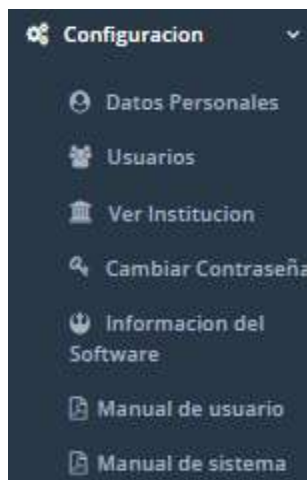 Configuracion
Datos Personales
Usuarios
Ver Institucion
Cambiar Contraseña
Informacion del
Software
Manual de usuario
Manual de sistema